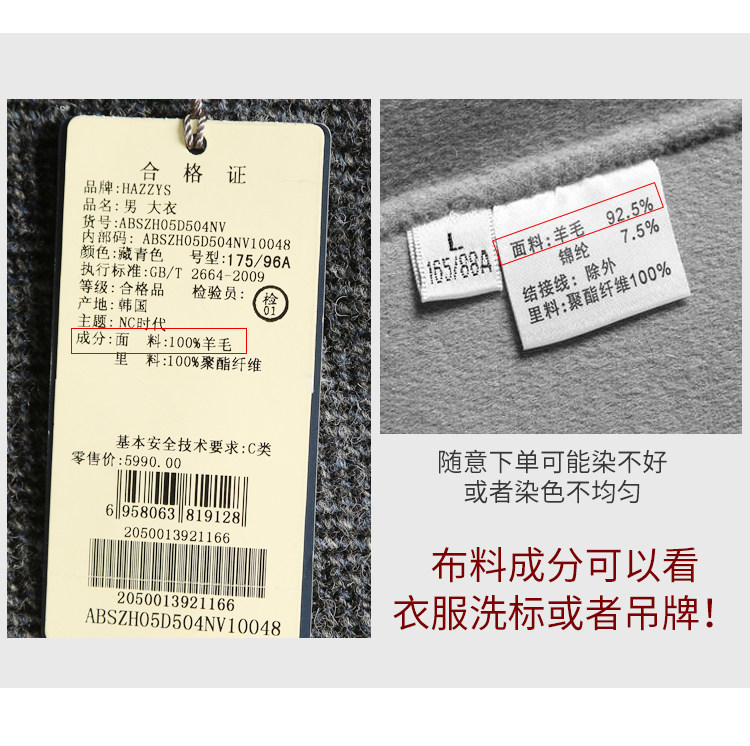 合格证
品牌:HAZZYS
品名:男 大衣
货号:ABSZH05D504NV
内部码: ABSZH05D504NV10048
颜色:藏青色 号型:175/96A
执行标准:GB/T 2664-2009
等级:合格品 检验员:
检
01
产地:韩国
主题: NC时代
成分:面 料:100%羊毛
里 料:100%聚酯纤维
基本安全技术要求:C类
零售价:5990.00
6 958063 819128
2050013921166
2050013921166
ABSZH05D504NV10048
L
165/88A
面料:羊毛 92.5%
锦纶 7.5%
结接线: 除外
里料:聚酯纤维100%
随意下单可能染不好
或者染色不均匀
布料成分可以看
衣服洗标或者吊牌!